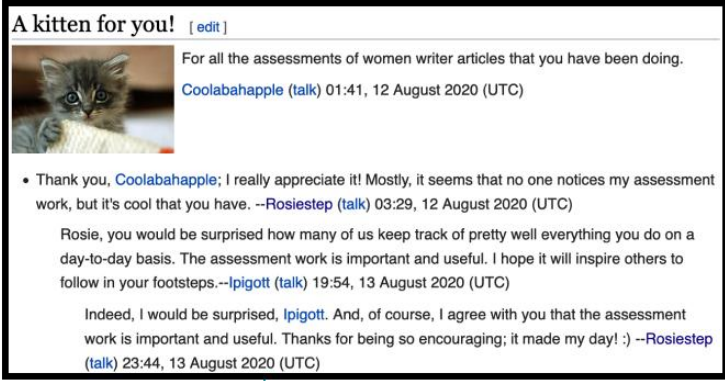 A kitten for you! [ edit ]
For all the assessments of women writer articles that you have been doing.
Coolabahapple (talk) 01:41, 12 August 2020 (UTC)
• Thank you, Coolabahapple; I really appreciate it! Mostly, it seems that no one notices my assessment
work, but it's cool that you have. --Rosiestep (talk) 03:29, 12 August 2020 (UTC)
Rosie, you would be surprised how many of us keep track of pretty well everything you do on a
day-to-day basis. The assessment work is important and useful. I hope it will inspire others to
follow in your footsteps.--Ipigott (talk) 19:54, 13 August 2020 (UTC)
Indeed, I would be surprised, Ipigott. And, of course, I agree with you that the assessment
work is important and useful. Thanks for being so encouraging; it made my day! :) --Rosiestep
(talk) 23:44, 13 August 2020 (UTC)